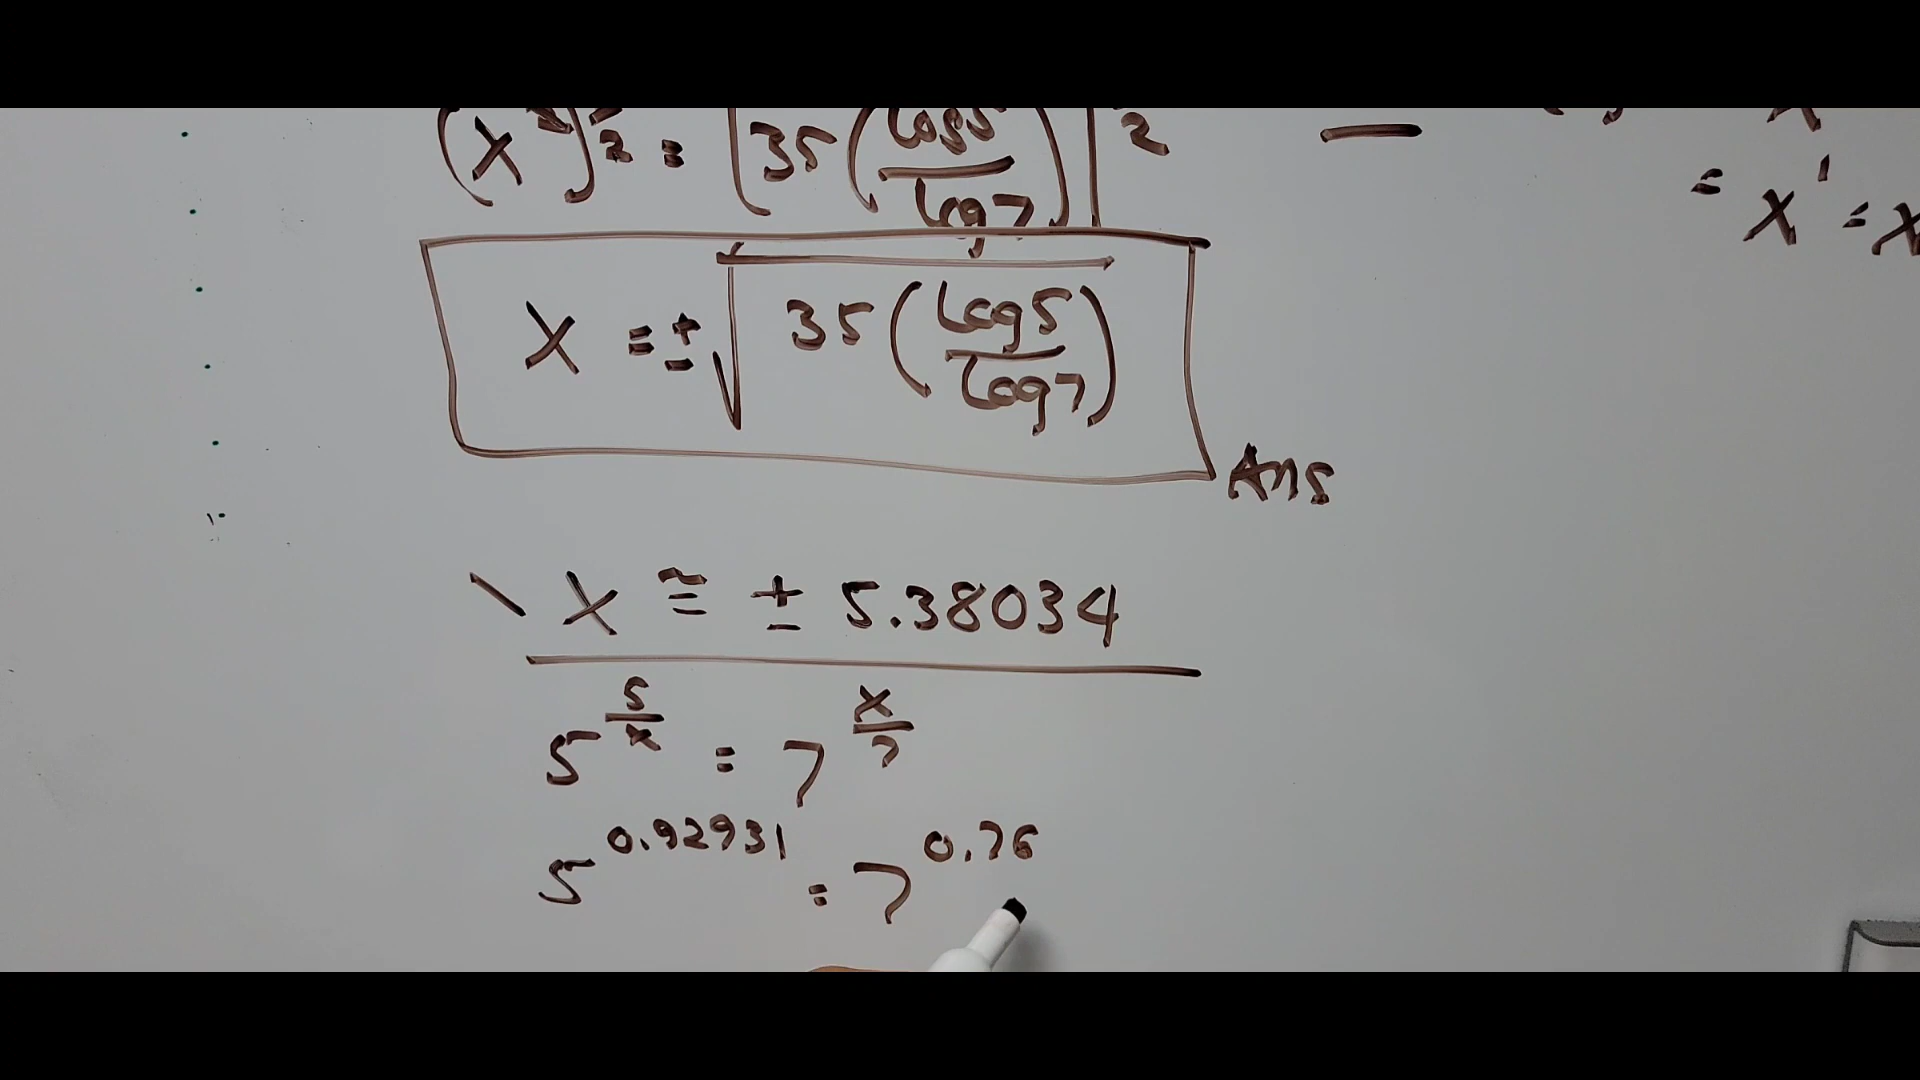 (x²)^½ = [35(log5/log7)]^½
= x¹ = x
x = ±√(35(log5/log7))
Ans
x ≅ ± 5.38034
5^(5/x) = 7^(x/7)
5^0.92931 = 7^0.76